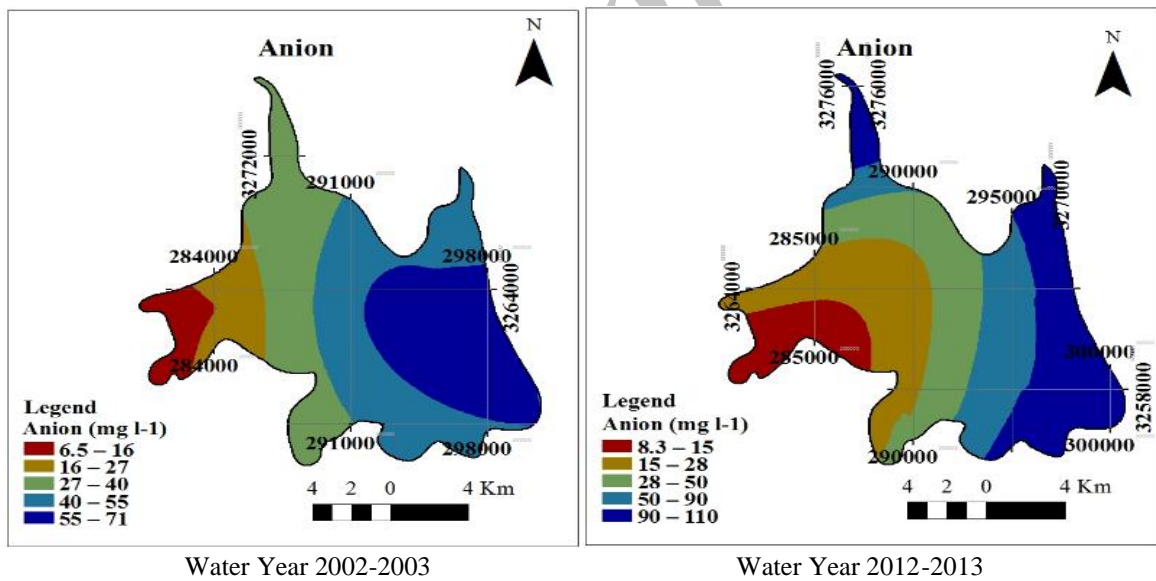 Anion
N
3272000
291000
284000
298000
3264000
284000
291000
298000
Legend
Anion (mg l-1)
6.5 – 16
16 – 27
27 – 40
40 – 55
55 – 71
4 2 0 4 Km
Water Year 2002-2003
Anion
N
3276000
3276000
290000
295000
3270000
285000
3264000
285000
300000
3258000
290000
300000
Legend
Anion (mg l-1)
8.3 – 15
15 – 28
28 – 50
50 – 90
90 – 110
4 2 0 4 Km
Water Year 2012-2013